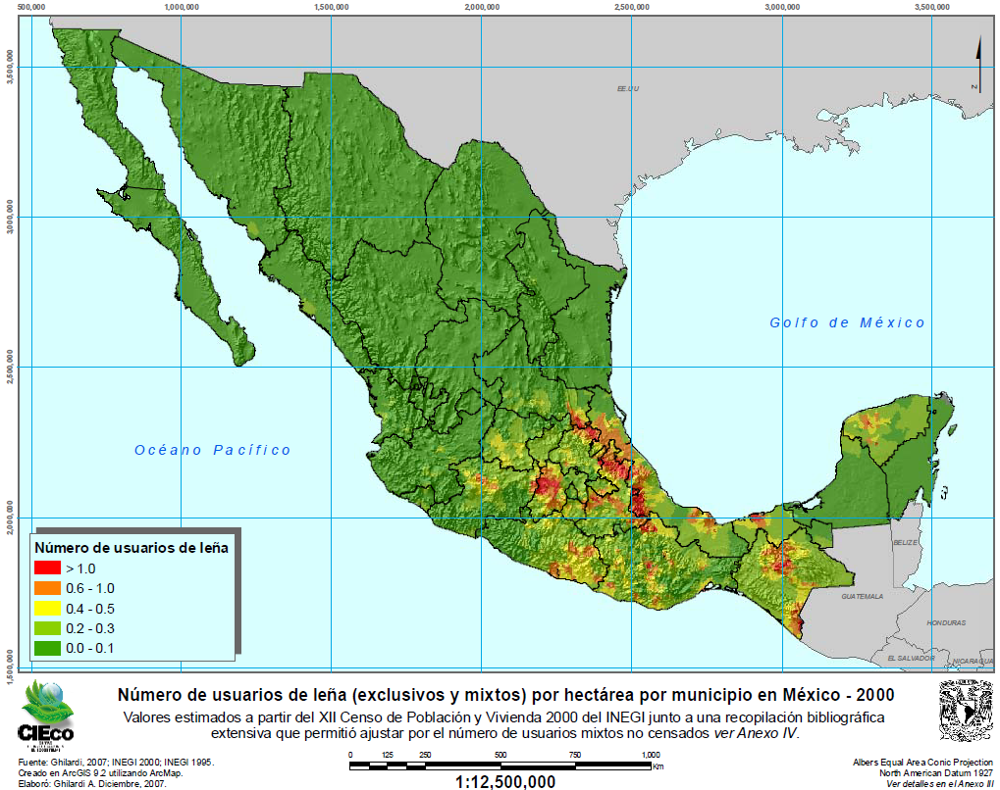 500,000 1,000,000 1,500,000 2,000,000 2,500,000 3,000,000 3,500,000
3,500,000
3,000,000
2,500,000
2,000,000
1,500,000
EE.UU
N
Golfo de México
Océano Pacífico
BELIZE
GUATEMALA
HONDURAS
EL SALVADOR
NICARAGUA
Número de usuarios de leña
> 1.0
0.6 - 1.0
0.4 - 0.5
0.2 - 0.3
0.0 - 0.1
CIEco
Número de usuarios de leña (exclusivos y mixtos) por hectárea por municipio en México - 2000
Valores estimados a partir del XII Censo de Población y Vivienda 2000 del INEGI junto a una recopilación bibliográfica
extensiva que permitió ajustar por el número de usuarios mixtos no censados ver Anexo IV.
Fuente: Ghilardi, 2007; INEGI 2000; INEGI 1995.
Creado en ArcGIS 9.2 utilizando ArcMap.
Elaboró: Ghilardi A. Diciembre, 2007.
0 125 250 500 750 1,000
Km
1:12,500,000
Albers Equal Area Conic Projection
North American Datum 1927
Ver detalles en el Anexo III